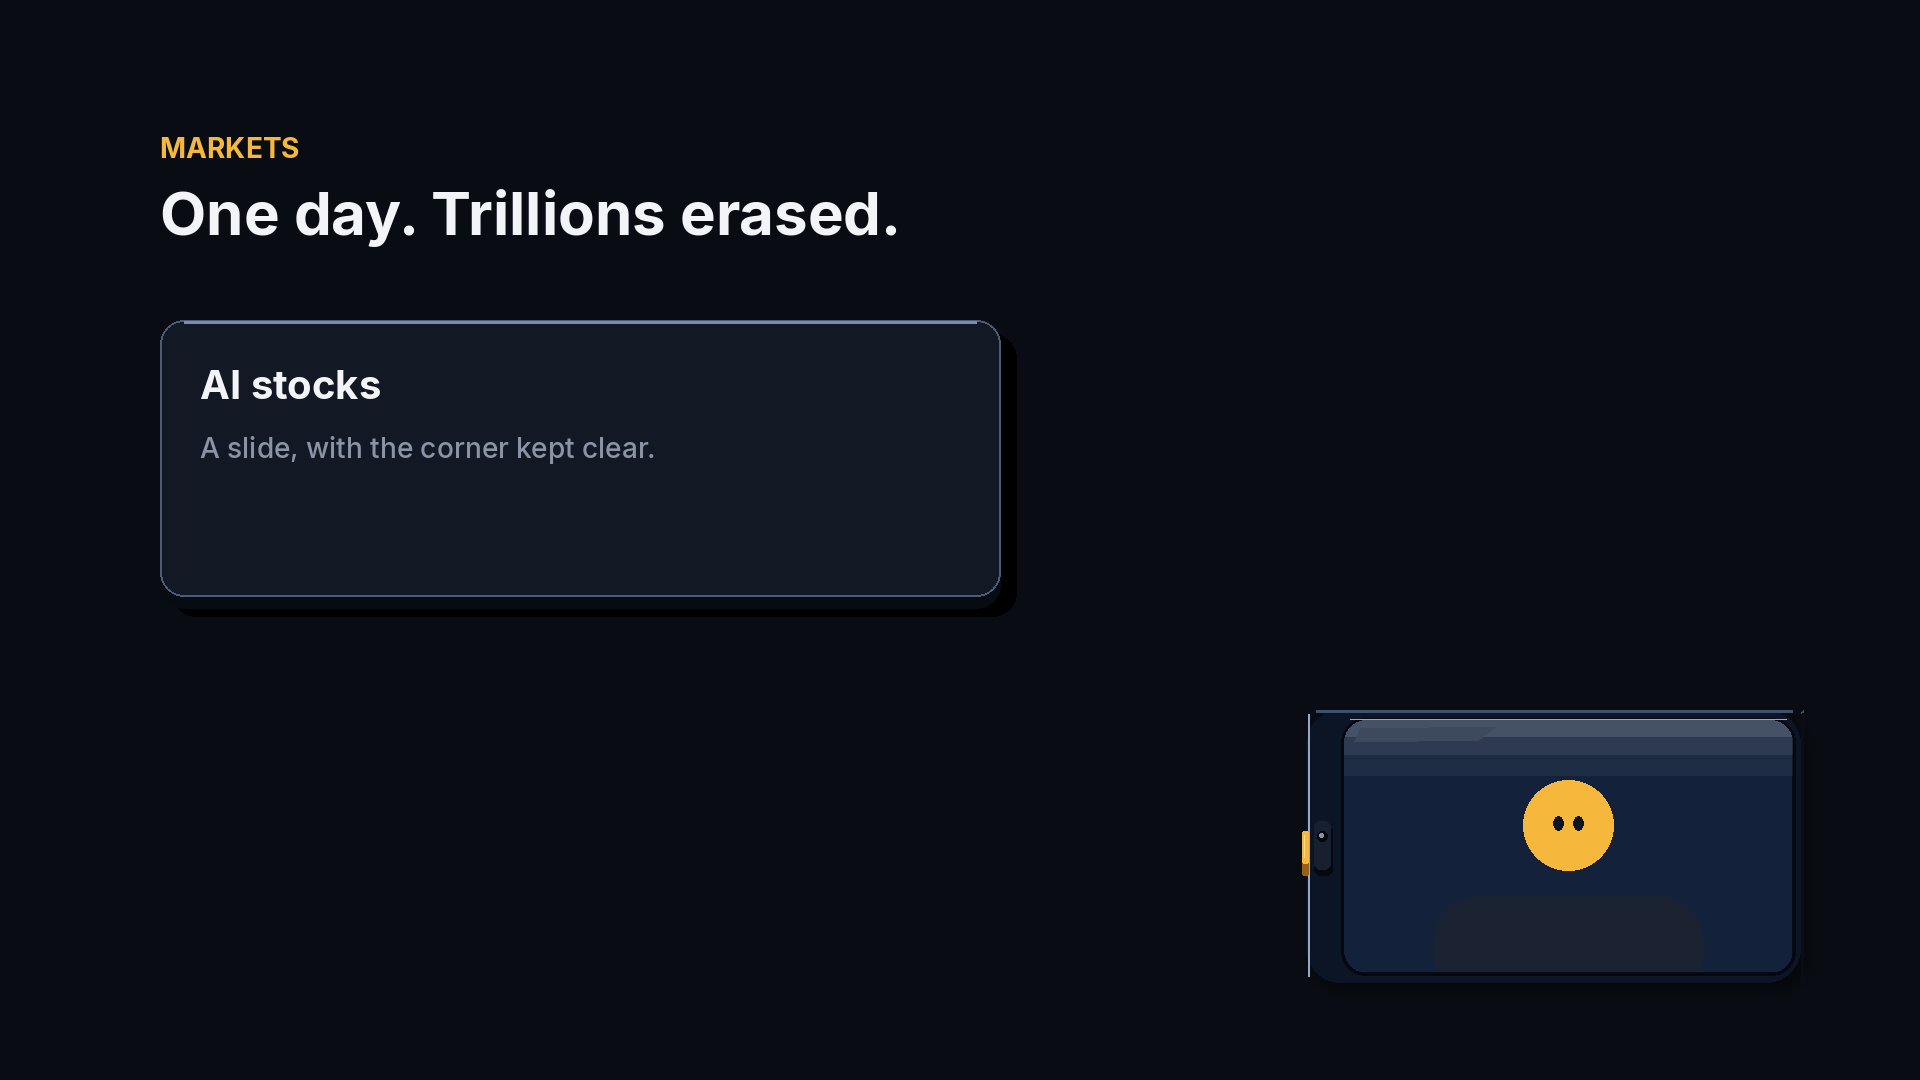 MARKETS
One day. Trillions erased.
AI stocks
A slide, with the corner kept clear.